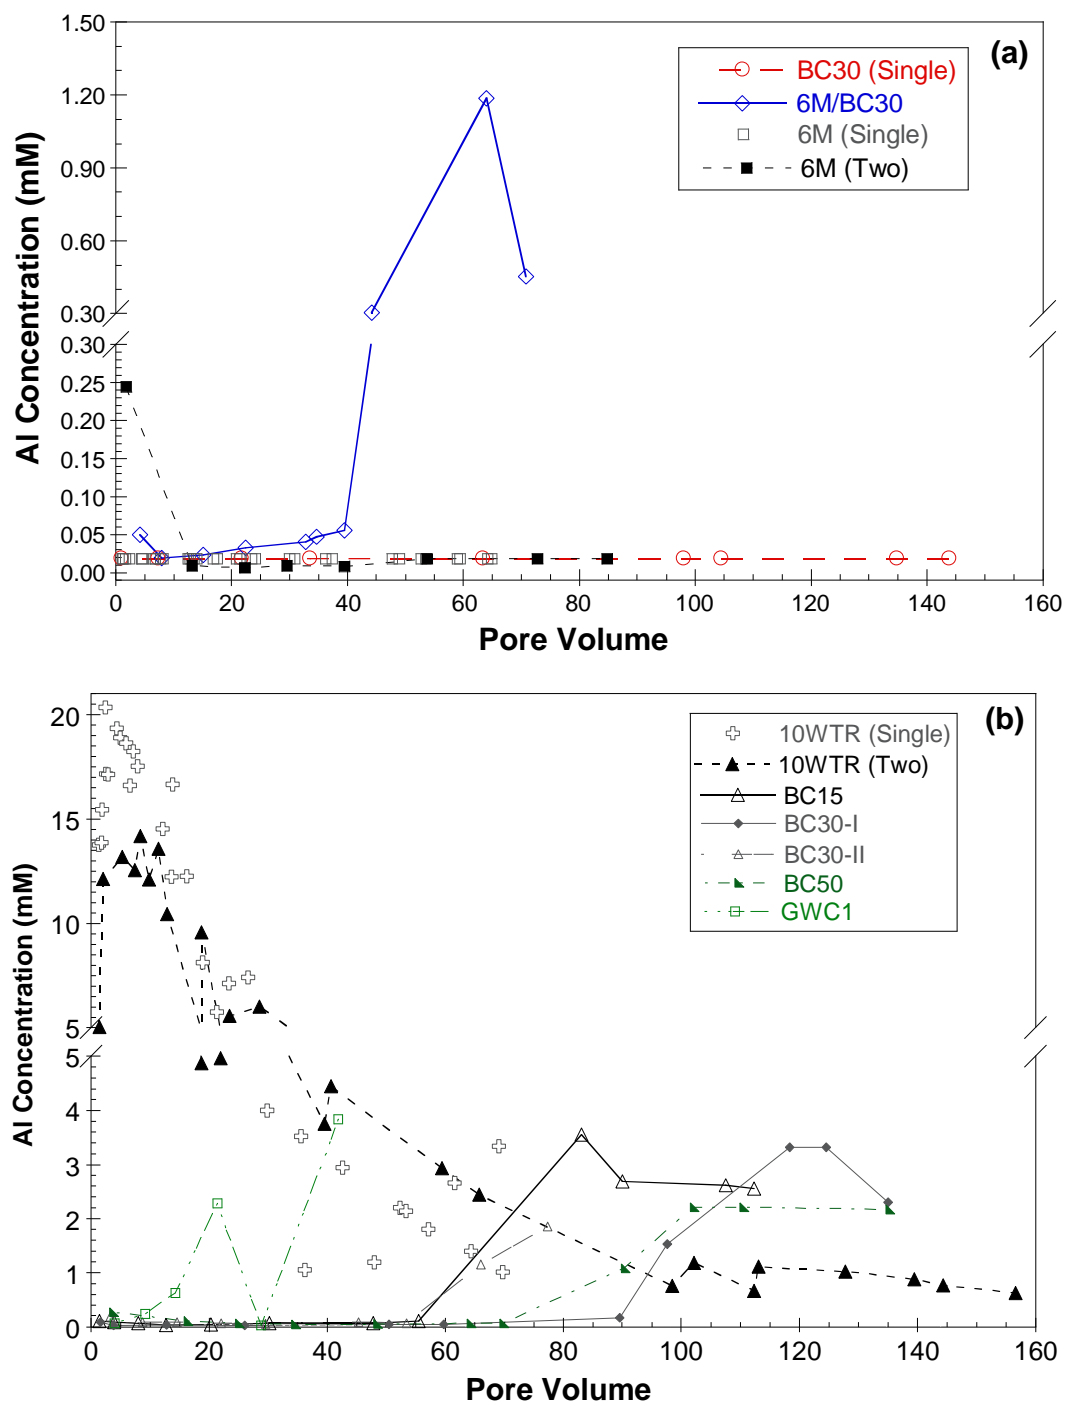 (a)
BC30 (Single)
6M/BC30
6M (Single)
6M (Two)
Al Concentration (mM)
1.50
1.20
0.90
0.60
0.30
0.30
0.25
0.20
0.15
0.10
0.05
0.00
0 20 40 60 80 100 120 140 160
Pore Volume
(b)
10WTR (Single)
10WTR (Two)
BC15
BC30-I
BC30-II
BC50
GWC1
Al Concentration (mM)
20
15
10
5
5
4
3
2
1
0
0 20 40 60 80 100 120 140 160
Pore Volume